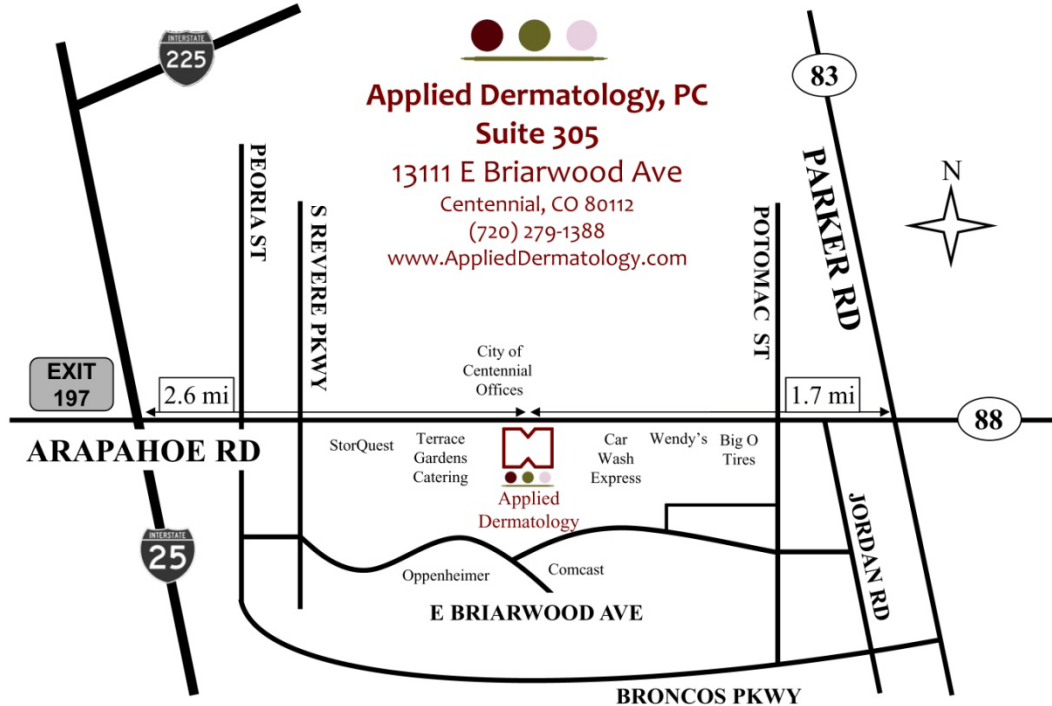 INTERSTATE
225
Applied Dermatology, PC
Suite 305
13111 E Briarwood Ave
Centennial, CO 80112
(720) 279-1388
www.AppliedDermatology.com
83
N
PEORIA ST
S REVERE PKWY
POTOMAC ST
PARKER RD
EXIT
197
2.6 mi
City of
Centennial
Offices
1.7 mi
88
ARAPAHOE RD
StorQuest
Terrace
Gardens
Catering
Car
Wash
Express
Wendy's
Big O
Tires
Applied
Dermatology
INTERSTATE
25
Oppenheimer
Comcast
JORDAN RD
E BRIARWOOD AVE
BRONCOS PKWY